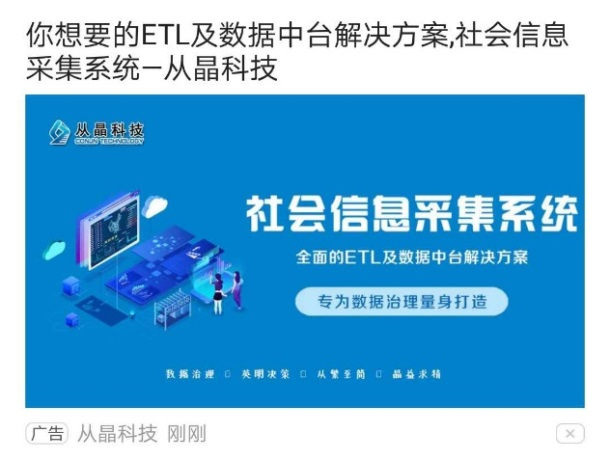 你想要的ETL及数据中台解决方案,社会信息
采集系统—从晶科技
从晶科技
CONJIN TECHNOLOGY
社会信息采集系统
全面的ETL及数据中台解决方案
专为数据治理量身打造
数据治理 □ 英明决策 □ 从繁至简 □ 晶益求精
广告 从晶科技 刚刚